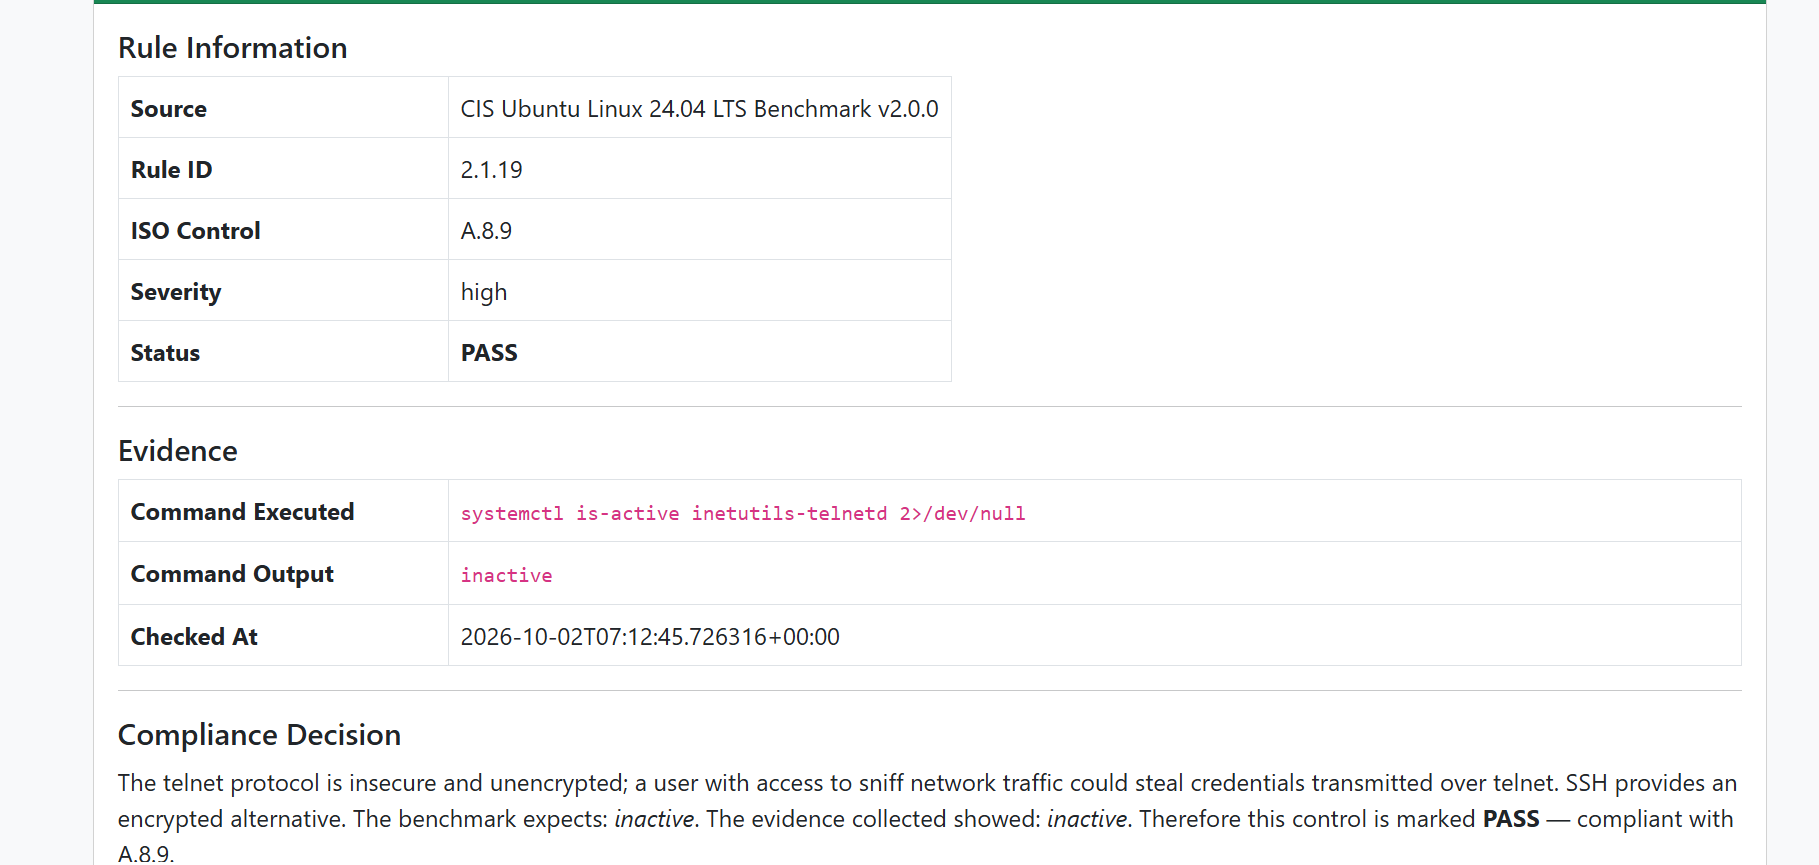 Rule Information
Source CIS Ubuntu Linux 24.04 LTS Benchmark v2.0.0
Rule ID 2.1.19
ISO Control A.8.9
Severity high
Status PASS
Evidence
Command Executed systemctl is-active inetutils-telnetd 2>/dev/null
Command Output inactive
Checked At 2026-10-02T07:12:45.726316+00:00
Compliance Decision
The telnet protocol is insecure and unencrypted; a user with access to sniff network traffic could steal credentials transmitted over telnet. SSH provides an
encrypted alternative. The benchmark expects: inactive. The evidence collected showed: inactive. Therefore this control is marked PASS — compliant with
A.8.9.